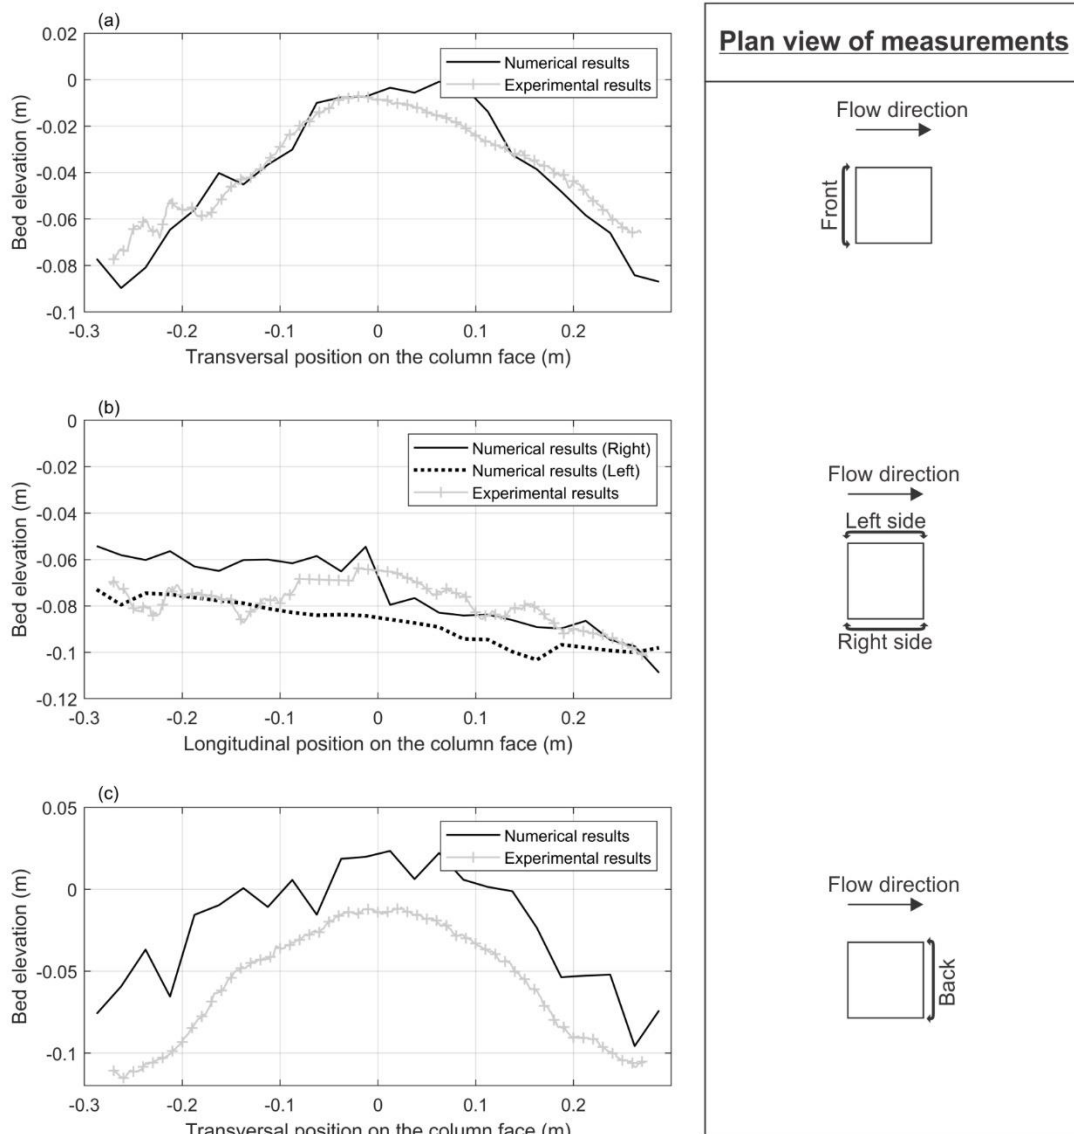 (a)
0.02
0
-0.02
-0.04
-0.06
-0.08
-0.1
Bed elevation (m)
Numerical results
Experimental results
-0.3 -0.2 -0.1 0 0.1 0.2
Transversal position on the column face (m)
(b)
0
-0.02
-0.04
-0.06
-0.08
-0.1
-0.12
Bed elevation (m)
Numerical results (Right)
Numerical results (Left)
Experimental results
-0.3 -0.2 -0.1 0 0.1 0.2
Longitudinal position on the column face (m)
(c)
0.05
0
-0.05
-0.1
Bed elevation (m)
Numerical results
Experimental results
-0.3 -0.2 -0.1 0 0.1 0.2
Transversal position on the column face (m)
Plan view of measurements
Flow direction
Front
Flow direction
Left side
Right side
Flow direction
Back